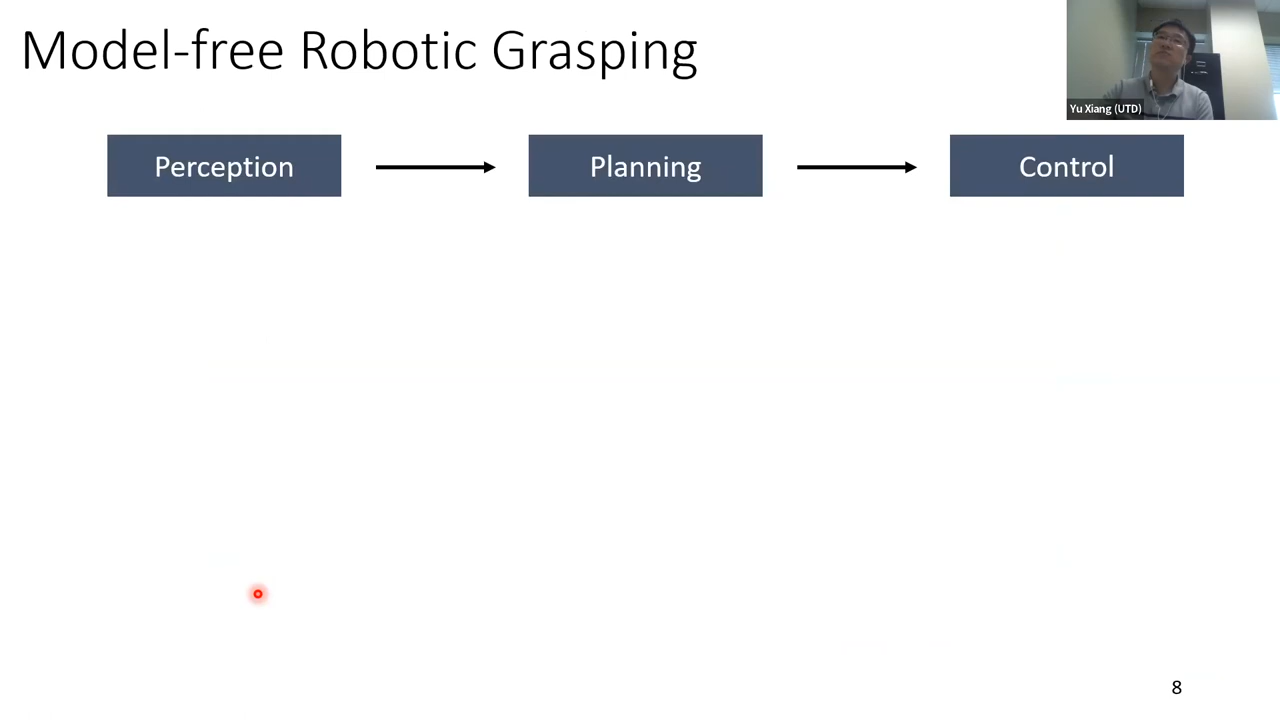 Model-free Robotic Grasping
Yu Xiang (UTD)
Perception
Planning
Control
8